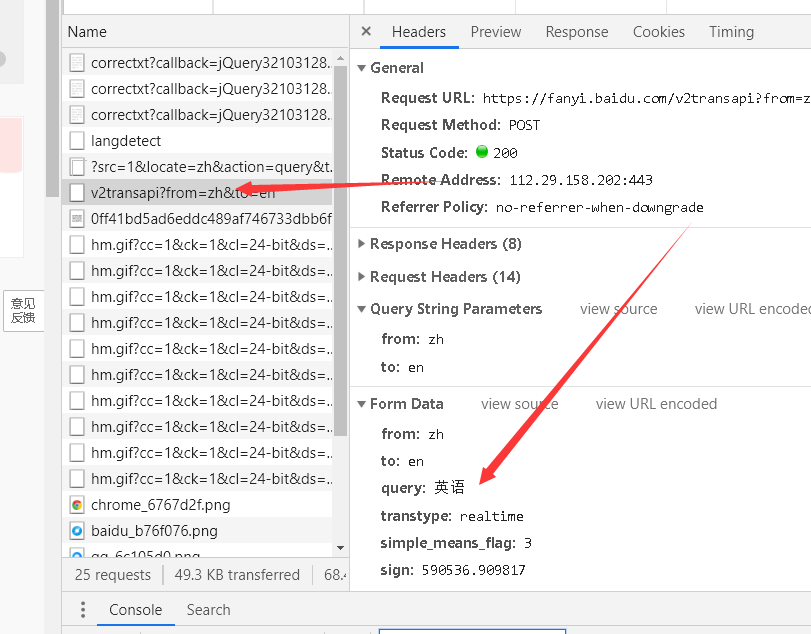 意见
反馈
Name
correctxt?callback=jQuery32103128...
correctxt?callback=jQuery32103128...
correctxt?callback=jQuery32103128...
langdetect
?src=1&locate=zh&action=query&t...
v2transapi?from=zh&to=en
0ff41bd5ad6eddc489af746733dbb6f
hm.gif?cc=1&ck=1&cl=24-bit&ds=...
hm.gif?cc=1&ck=1&cl=24-bit&ds=...
hm.gif?cc=1&ck=1&cl=24-bit&ds=...
hm.gif?cc=1&ck=1&cl=24-bit&ds=...
hm.gif?cc=1&ck=1&cl=24-bit&ds=...
hm.gif?cc=1&ck=1&cl=24-bit&ds=...
hm.gif?cc=1&ck=1&cl=24-bit&ds=...
hm.gif?cc=1&ck=1&cl=24-bit&ds=...
hm.gif?cc=1&ck=1&cl=24-bit&ds=...
hm.gif?cc=1&ck=1&cl=24-bit&ds=...
chrome_6767d2f.png
baidu_b76f076.png
qq_6c105d0.png
25 requests 49.3 KB transferred 68.4
Headers Preview Response Cookies Timing
General
Request URL: https://fanyi.baidu.com/v2transapi?from=z
Request Method: POST
Status Code: 200
Remote Address: 112.29.158.202:443
Referrer Policy: no-referrer-when-downgrade
Response Headers (8)
Request Headers (14)
Query String Parameters view source view URL encoded
from: zh
to: en
Form Data view source view URL encoded
from: zh
to: en
query: 英语
transtype: realtime
simple_means_flag: 3
sign: 590536.909817
Console Search